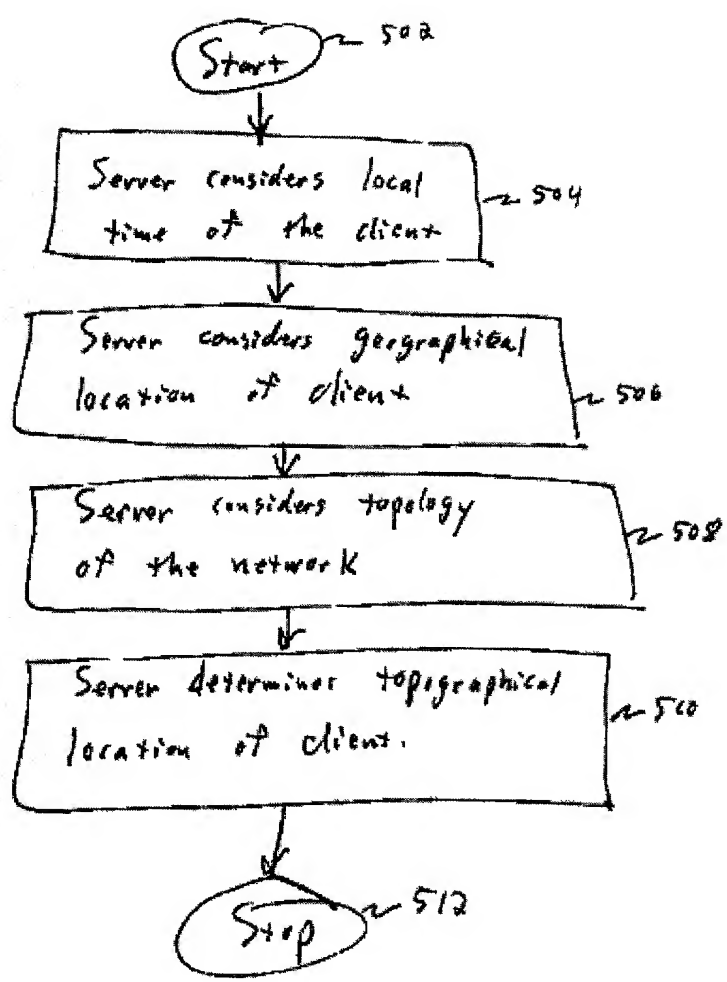 Start
502
Server considers local
time of the client
504
Server considers geographical
location of client
506
Server considers topology
of the network
508
Server determines topographical
location of client.
510
Stop
512